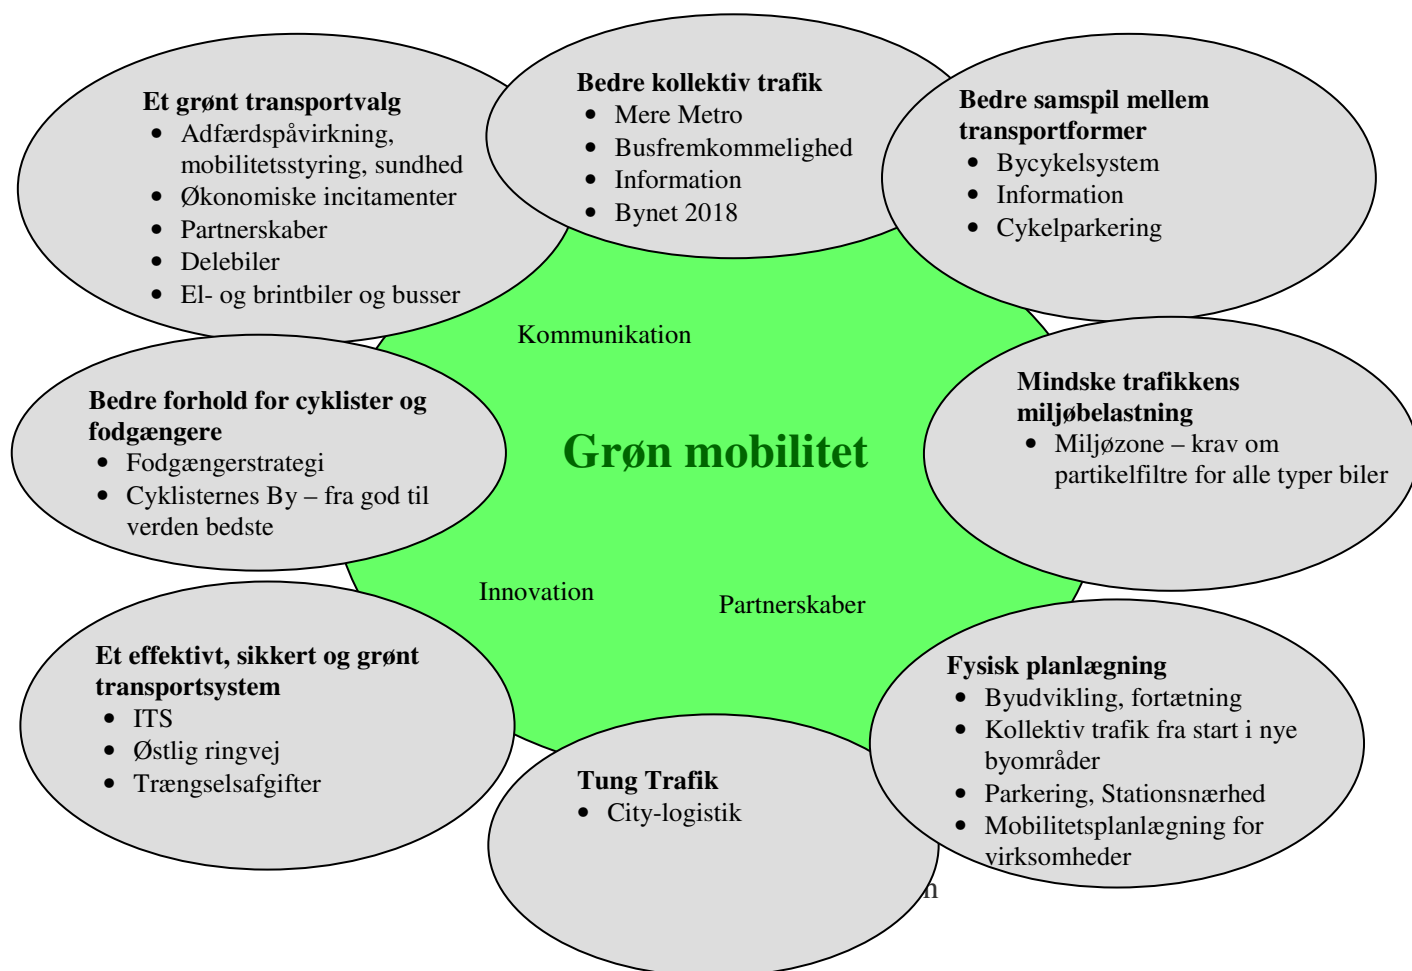 Et grønt transportvalg
• Adfærdspåvirkning,
mobilitetsstyring, sundhed
• Økonomiske incitamenter
• Partnerskaber
• Delebiler
• El- og brintbiler og busser
Bedre kollektiv trafik
• Mere Metro
• Busfremkommelighed
• Information
• Bynet 2018
Bedre samspil mellem
transportformer
• Bycykelsystem
• Information
• Cykelparkering
Kommunikation
Bedre forhold for cyklister og
fodgængere
• Fodgængerstrategi
• Cyklisternes By – fra god til
verden bedste
Grøn mobilitet
Mindske trafikkens
miljøbelastning
• Miljøzone – krav om
partikelfiltre for alle typer biler
Innovation
Partnerskaber
Et effektivt, sikkert og grønt
transportsystem
• ITS
• Østlig ringvej
• Trængselsafgifter
Tung Trafik
• City-logistik
Fysisk planlægning
• Byudvikling, fortætning
• Kollektiv trafik fra start i nye
byområder
• Parkering, Stationsnærhed
• Mobilitetsplanlægning for
virksomheder